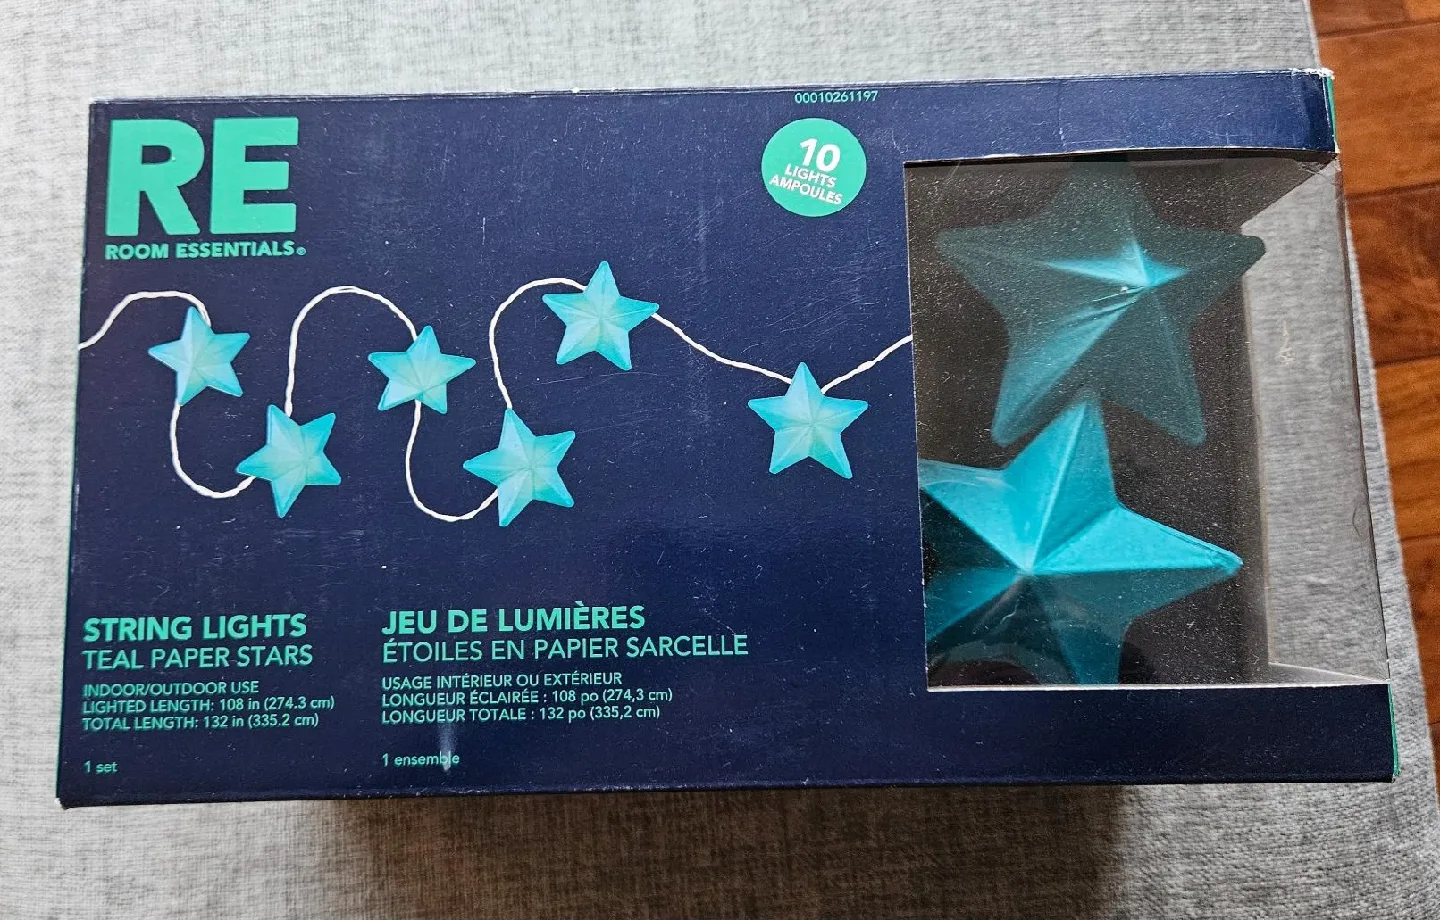 00010261197
RE
ROOM ESSENTIALS®
10
LIGHTS
AMPOULES
STRING LIGHTS
TEAL PAPER STARS
INDOOR/OUTDOOR USE
LIGHTED LENGTH: 108 in (274.3 cm)
TOTAL LENGTH: 132 in (335.2 cm)
1 set
JEU DE LUMIÈRES
ÉTOILES EN PAPIER SARCELLE
USAGE INTÉRIEUR OU EXTÉRIEUR
LONGUEUR ÉCLAIRÉE : 108 po (274,3 cm)
LONGUEUR TOTALE : 132 po (335,2 cm)
1 ensemble